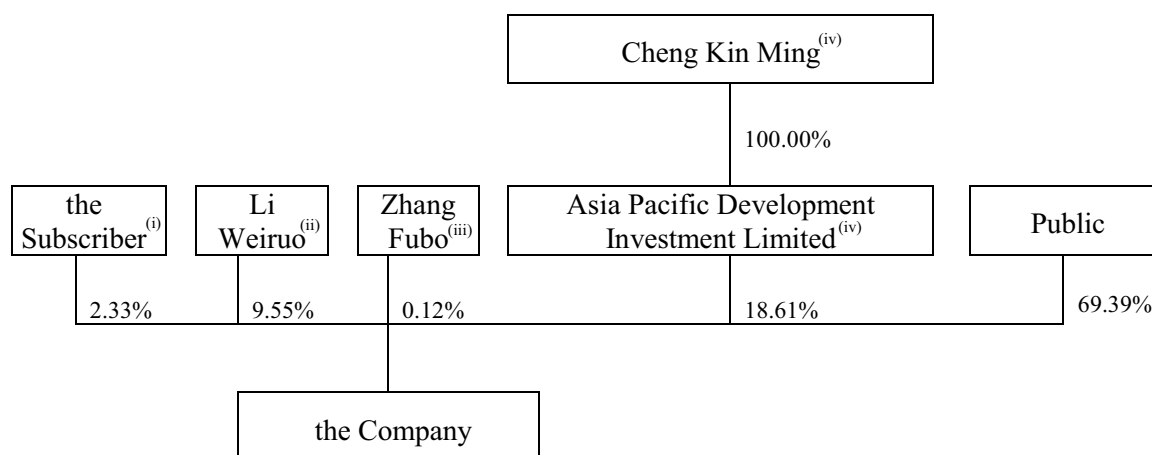 Cheng Kin Ming(iv)
100.00%
the
Subscriber(i)
Li
Weiruo(ii)
Zhang
Fubo(iii)
Asia Pacific Development
Investment Limited(iv)
Public
2.33%
9.55%
0.12%
18.61%
69.39%
the Company